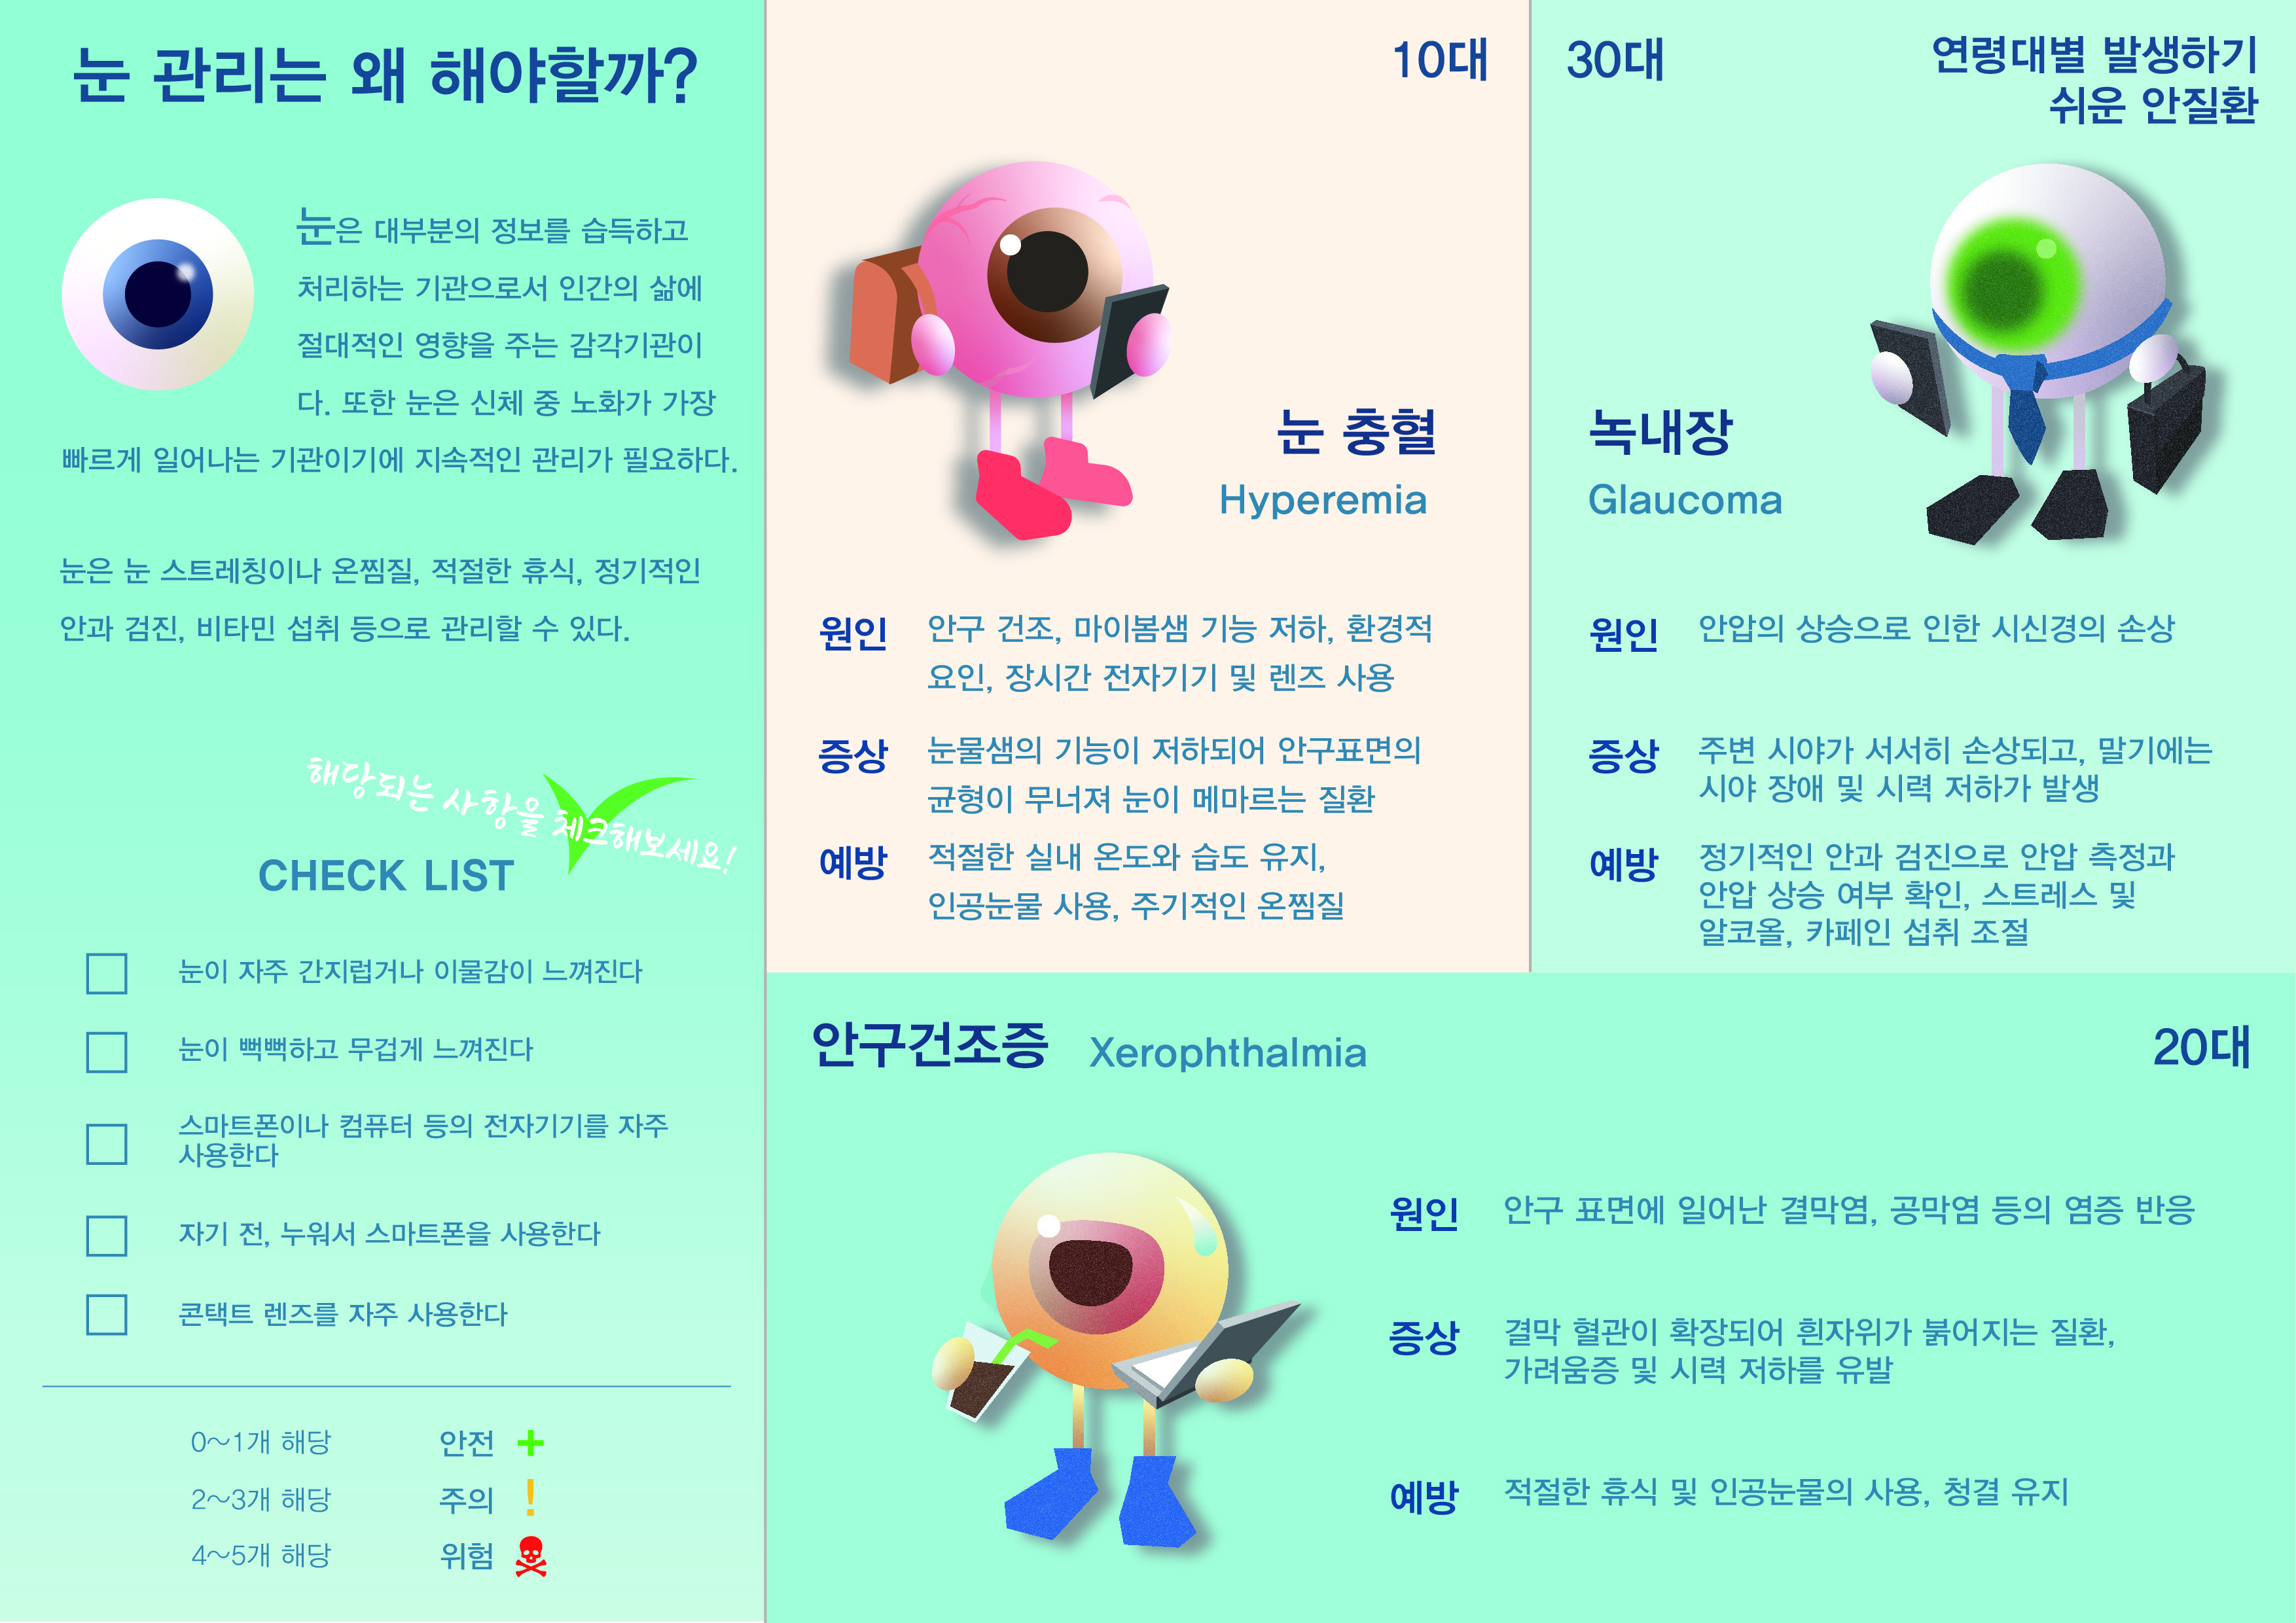 눈 관리는 왜 해야할까?
눈은 대부분의 정보를 습득하고
처리하는 기관으로서 인간의 삶에
절대적인 영향을 주는 감각기관이
다. 또한 눈은 신체 중 노화가 가장
빠르게 일어나는 기관이기에 지속적인 관리가 필요하다.
눈은 눈 스트레칭이나 온찜질, 적절한 휴식, 정기적인
안과 검진, 비타민 섭취 등으로 관리할 수 있다.
해당되는 사항을 체크해보세요!
CHECK LIST
눈이 자주 간지럽거나 이물감이 느껴진다
눈이 뻑뻑하고 무겁게 느껴진다
스마트폰이나 컴퓨터 등의 전자기기를 자주
사용한다
자기 전, 누워서 스마트폰을 사용한다
콘택트 렌즈를 자주 사용한다
0~1개 해당 안전 +
2~3개 해당 주의 !
4~5개 해당 위험
10대
눈 충혈
Hyperemia
원인 안구 건조, 마이봄샘 기능 저하, 환경적
요인, 장시간 전자기기 및 렌즈 사용
증상 눈물샘의 기능이 저하되어 안구표면의
균형이 무너져 눈이 메마르는 질환
예방 적절한 실내 온도와 습도 유지,
인공눈물 사용, 주기적인 온찜질
30대
연령대별 발생하기
쉬운 안질환
녹내장
Glaucoma
원인 안압의 상승으로 인한 시신경의 손상
증상 주변 시야가 서서히 손상되고, 말기에는
시야 장애 및 시력 저하가 발생
예방 정기적인 안과 검진으로 안압 측정과
안압 상승 여부 확인, 스트레스 및
알코올, 카페인 섭취 조절
안구건조증 Xerophthalmia
20대
원인 안구 표면에 일어난 결막염, 공막염 등의 염증 반응
증상 결막 혈관이 확장되어 흰자위가 붉어지는 질환,
가려움증 및 시력 저하를 유발
예방 적절한 휴식 및 인공눈물의 사용, 청결 유지